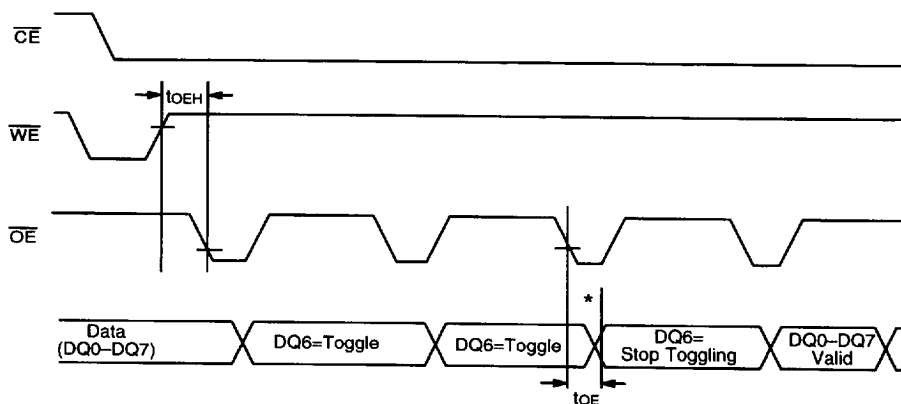 CE
tOEH
WE
OE
*
Data
(DQ0–DQ7)
DQ6=Toggle
DQ6=Toggle
DQ6=
Stop Toggling
DQ0–DQ7
Valid
tOE